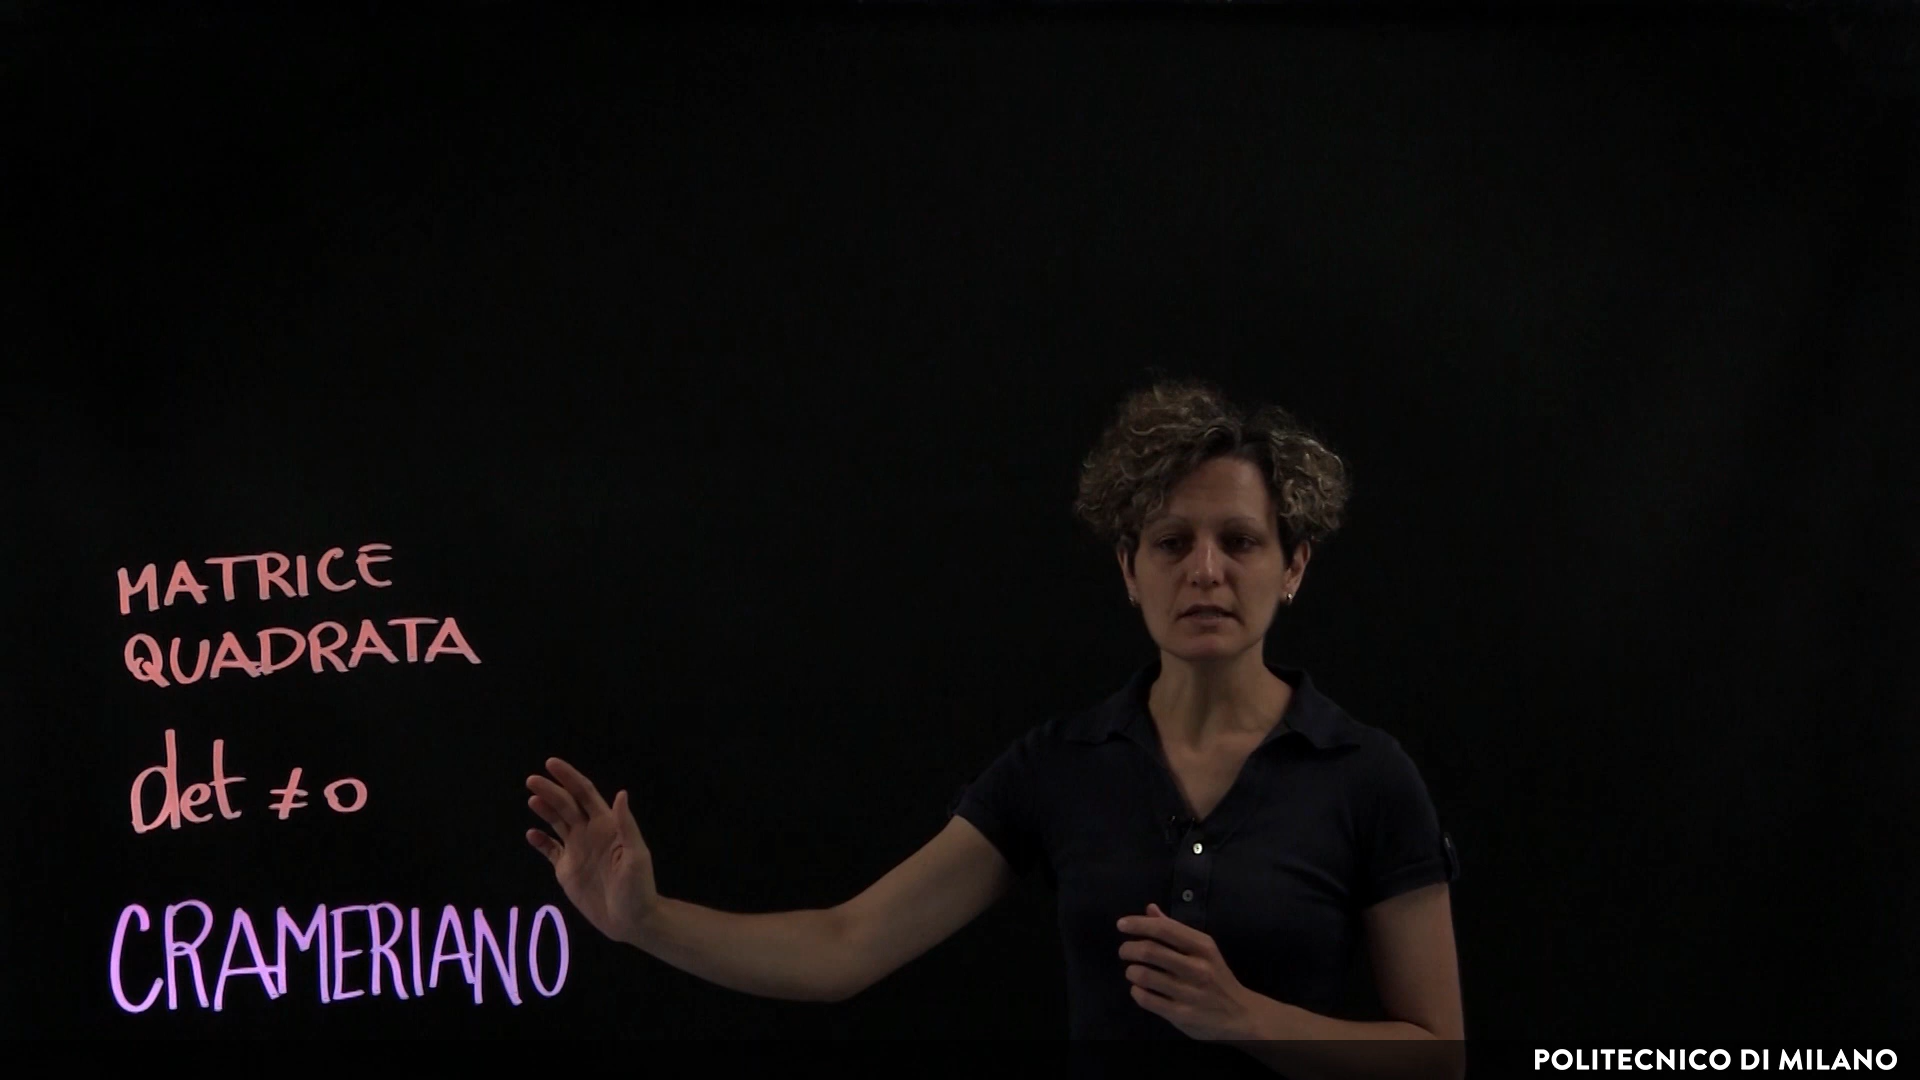 MATRICE
QUADRATA
det ≠ 0
CRAMERIANO
POLITECNICO DI MILANO